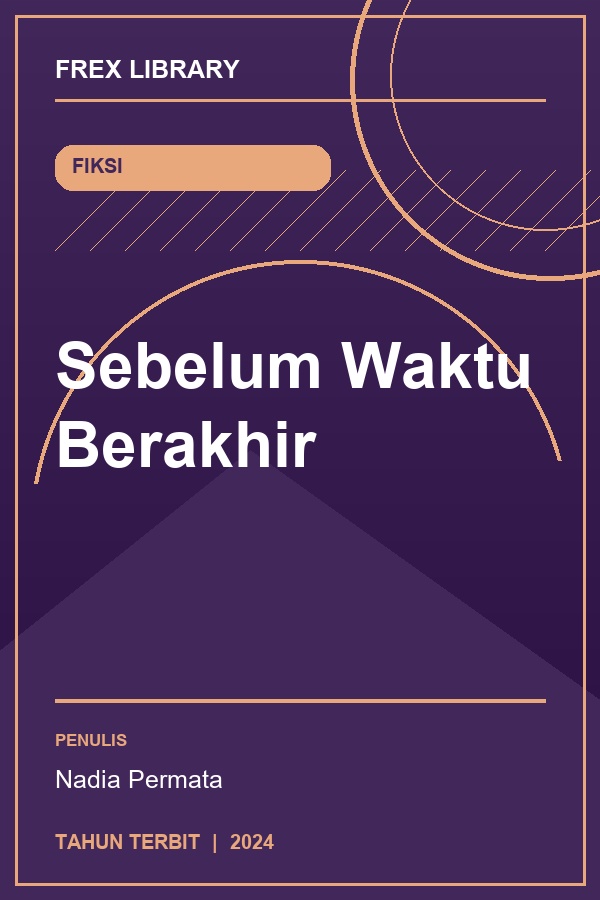 FREX LIBRARY
FIKSI
Sebelum Waktu
Berakhir
PENULIS
Nadia Permata
TAHUN TERBIT | 2024